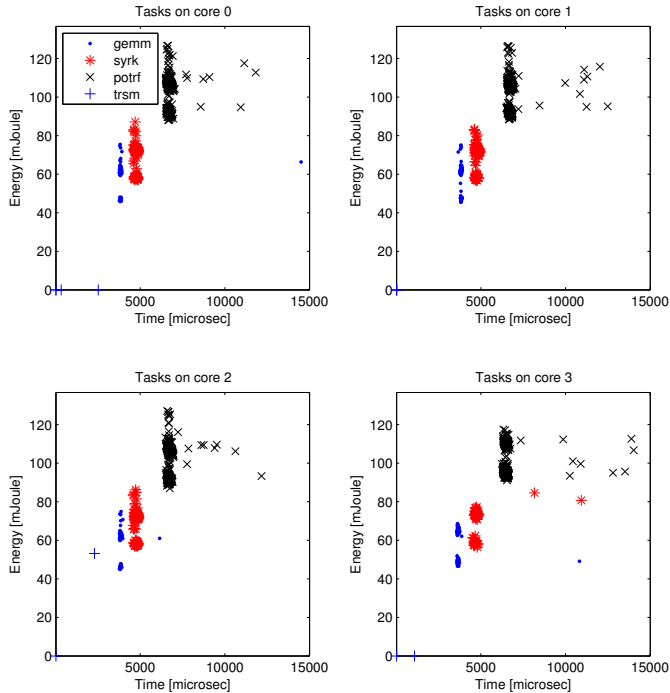 Tasks on core 0
Energy [mJoule]
120
100
80
60
40
20
0
gemm
syrk
potrf
trsm
5000 10000 15000
Time [microsec]
Tasks on core 1
Energy [mJoule]
120
100
80
60
40
20
0
0 5000 10000 15000
Time [microsec]
Tasks on core 2
Energy [mJoule]
120
100
80
60
40
20
0
5000 10000 15000
Time [microsec]
Tasks on core 3
Energy [mJoule]
120
100
80
60
40
20
0
0 5000 10000 15000
Time [microsec]